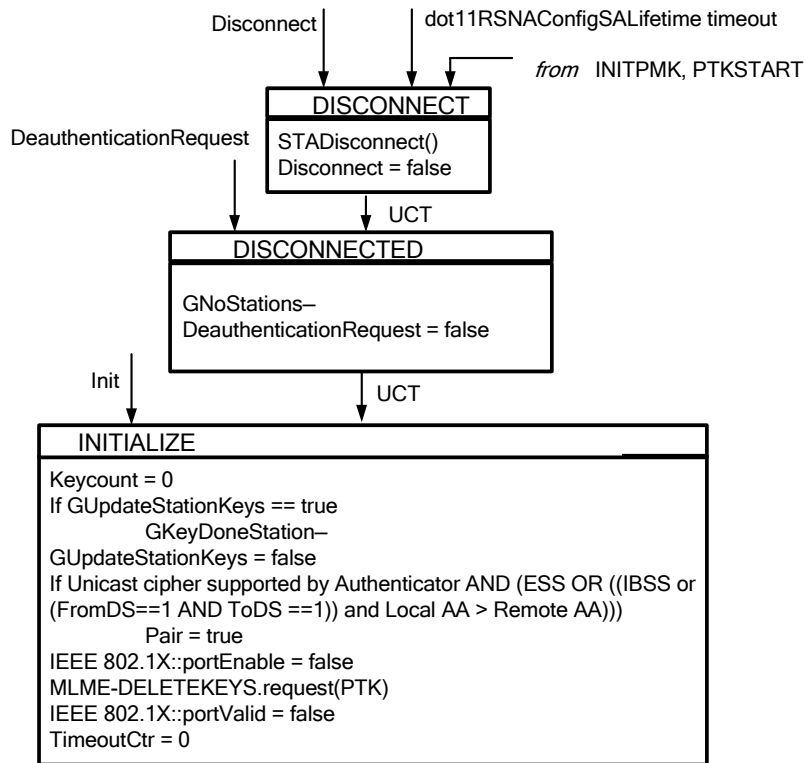 Disconnect
dot11RSNAConfigSALifetime timeout
from INITPMK, PTKSTART
DISCONNECT
DeauthenticationRequest
STADisconnect()
Disconnect = false
UCT
DISCONNECTED
GNoStations–
DeauthenticationRequest = false
Init
UCT
INITIALIZE
Keycount = 0
If GUpdateStationKeys == true
GKeyDoneStation–
GUpdateStationKeys = false
If Unicast cipher supported by Authenticator AND (ESS OR ((IBSS or
(FromDS==1 AND ToDS ==1)) and Local AA > Remote AA)))
Pair = true
IEEE 802.1X::portEnable = false
MLME-DELETEKEYS.request(PTK)
IEEE 802.1X::portValid = false
TimeoutCtr = 0